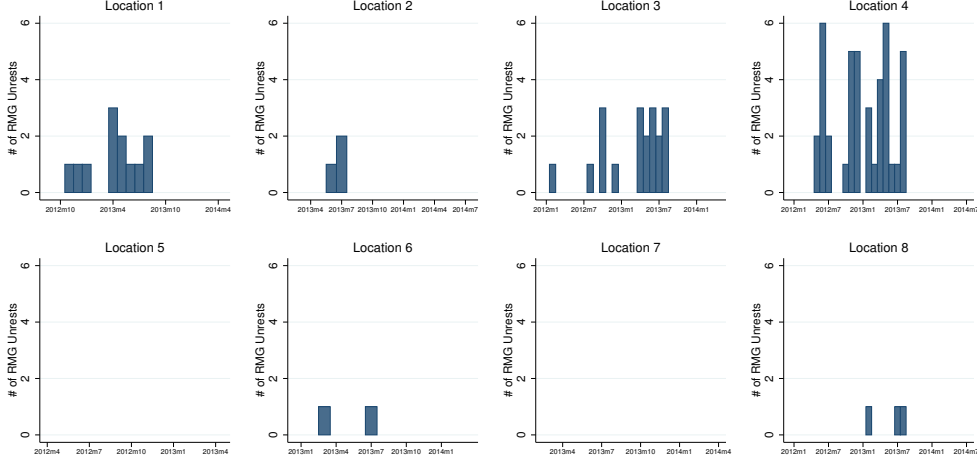 Location 1
Location 2
Location 3
Location 4
# of RMG Unrests
6
4
2
0
2012m10 2013m4 2013m10 2014m4
# of RMG Unrests
6
4
2
0
2013m4 2013m7 2013m10 2014m1 2014m4 2014m7
# of RMG Unrests
6
4
2
0
2012m1 2012m7 2013m1 2013m7 2014m1
# of RMG Unrests
6
4
2
0
2012m1 2012m7 2013m1 2013m7 2014m1 2014m7
Location 5
Location 6
Location 7
Location 8
# of RMG Unrests
6
4
2
0
2012m4 2012m7 2012m10 2013m1 2013m4
# of RMG Unrests
6
4
2
0
2013m1 2013m4 2013m7 2013m10 2014m1
# of RMG Unrests
6
4
2
0
2013m4 2013m7 2013m10 2014m1 2014m4
# of RMG Unrests
6
4
2
0
2012m1 2012m7 2013m1 2013m7 2014m1 2014m7